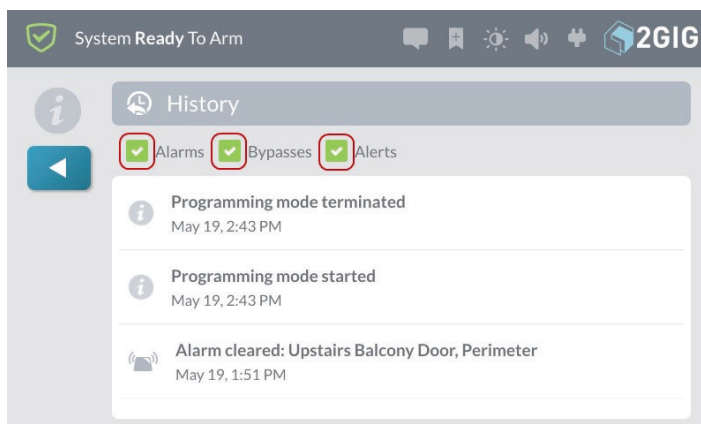 System Ready To Arm
2GIG
History
Alarms Bypasses Alerts
Programming mode terminated
May 19, 2:43 PM
Programming mode started
May 19, 2:43 PM
Alarm cleared: Upstairs Balcony Door, Perimeter
May 19, 1:51 PM